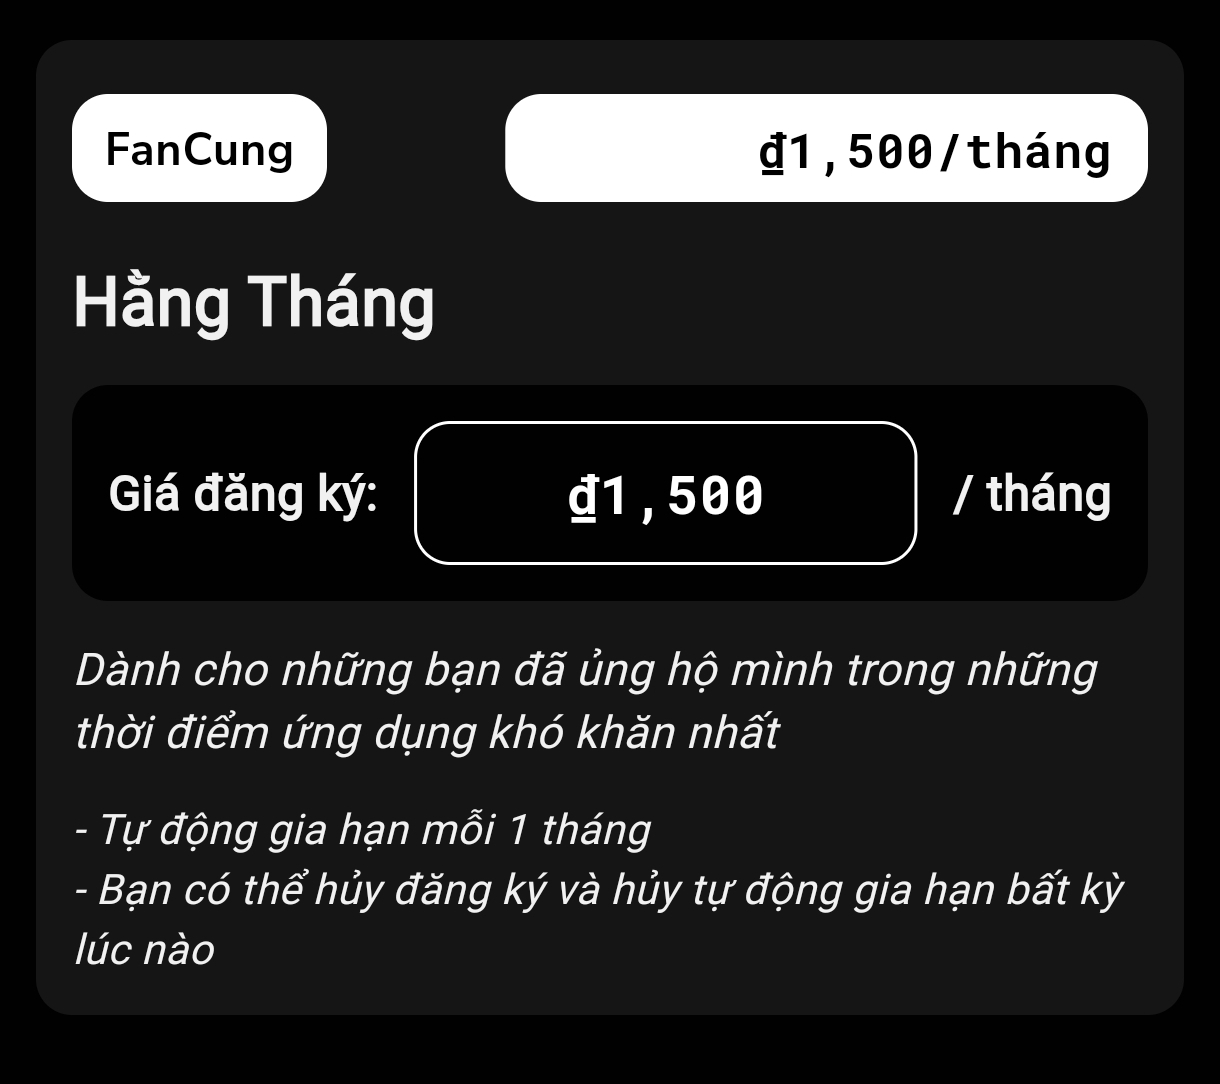 FanCung
₫1,500/tháng
Hằng Tháng
Giá đăng ký: ₫1,500 / tháng
Dành cho những bạn đã ủng hộ mình trong những
thời điểm ứng dụng khó khăn nhất
- Tự động gia hạn mỗi 1 tháng
- Bạn có thể hủy đăng ký và hủy tự động gia hạn bất kỳ
lúc nào